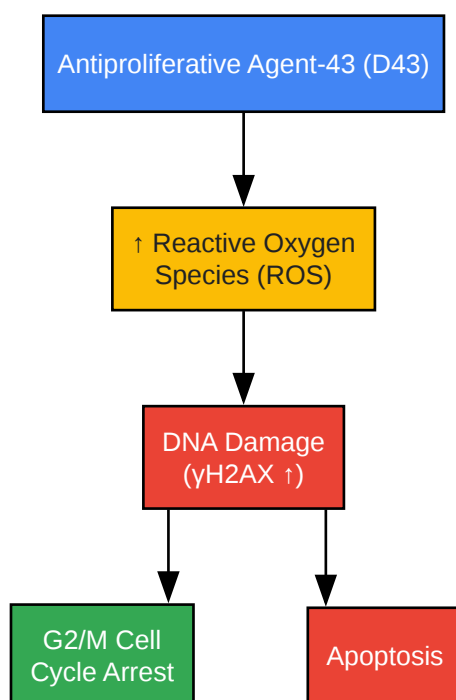 Antiproliferative Agent-43 (D43)
↑ Reactive Oxygen
Species (ROS)
DNA Damage
(γH2AX ↑)
G2/M Cell
Cycle Arrest
Apoptosis